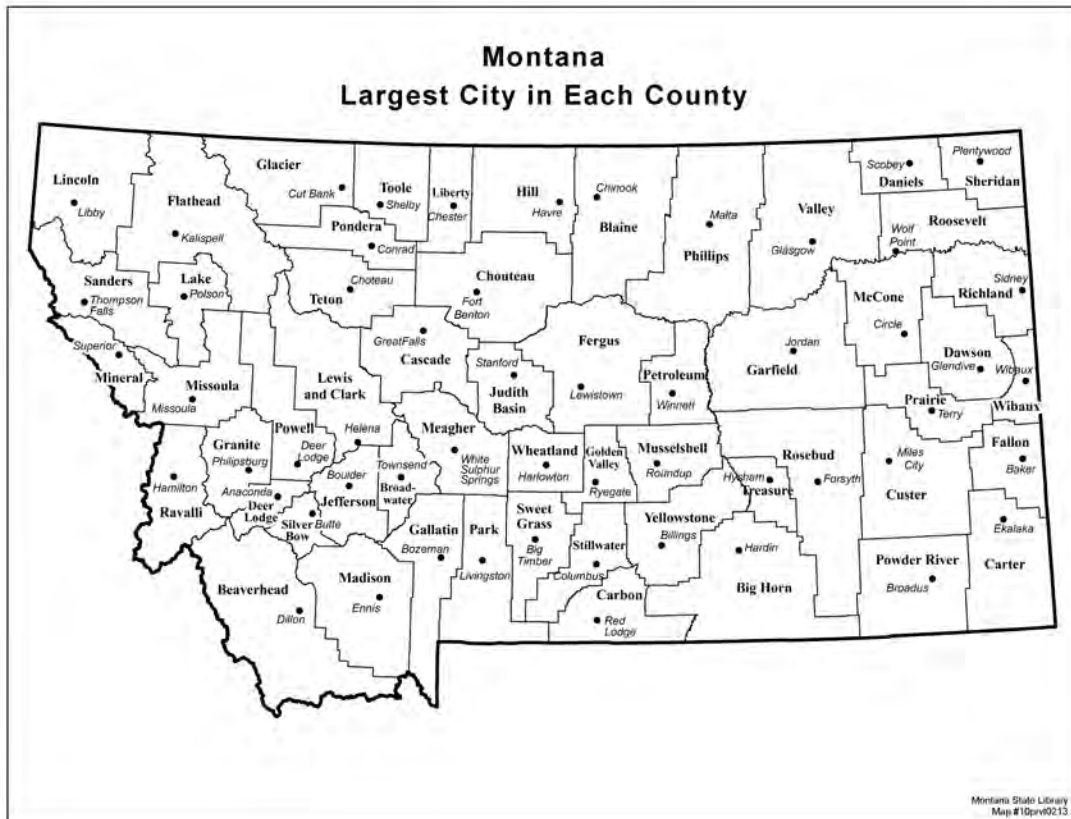 Montana
Largest City in Each County
Lincoln
Libby
Flathead
Kalispell
Glacier
Cut Bank
Toole
Shelby
Liberty
Chester
Hill
Havre
Chinook
Blaine
Malta
Phillips
Valley
Glasgow
Scobey
Daniels
Plentywood
Sheridan
Roosevelt
Wolf
Point
Pondera
Conrad
Sanders
Thompson
Falls
Lake
Polson
Choteau
Teton
Chouteau
Fort
Benton
McCone
Circle
Sidney
Richland
Superior
Mineral
Missoula
Missoula
Lewis
and Clark
Helena
Great Falls
Cascade
Stanford
Judith
Basin
Fergus
Lewistown
Petroleum
Winnett
Jordan
Garfield
Dawson
Glendive
Wibaux
Wibaux
Prairie
Terry
Granite
Philipsburg
Powell
Deer
Lodge
Meagher
White
Sulphur
Springs
Wheatland
Harlowton
Golden
Valley
Ryegate
Musselshell
Roundup
Hysham
Treasure
Rosebud
Forsyth
Miles
City
Custer
Fallon
Baker
Hamilton
Ravalli
Anaconda
Deer
Lodge
Boulder
Jefferson
Townsend
Broad-
water
Silver
Bow
Butte
Gallatin
Bozeman
Park
Livingston
Sweet
Grass
Big
Timber
Stillwater
Columbus
Yellowstone
Billings
Hardin
Big Horn
Ekalaka
Carter
Powder River
Broadus
Beaverhead
Dillon
Madison
Ennis
Carbon
Red
Lodge
Montana State Library
Map #10prvt0213